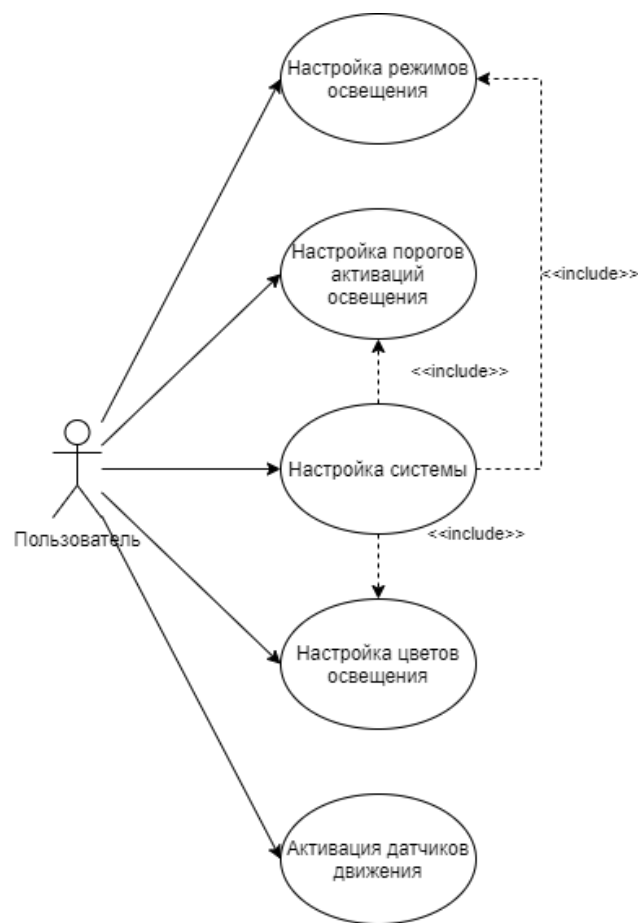 Настройка режимов
освещения
Настройка порогов
активаций
освещения
<<include>>
<<include>>
Настройка системы
<<include>>
Пользователь
Настройка цветов
освещения
Активация датчиков
движения